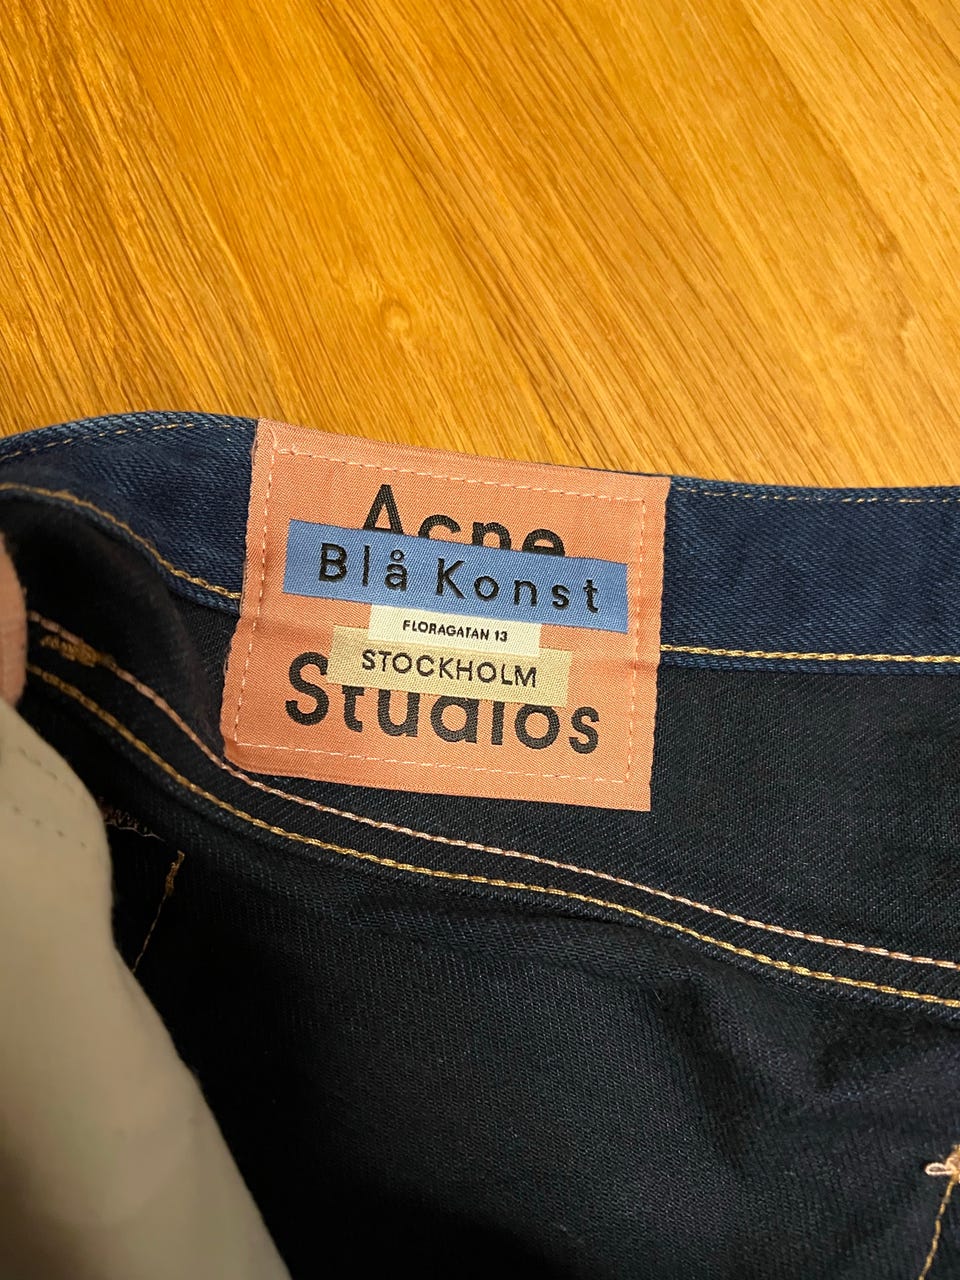 Acne
Blå Konst
FLORAGATAN 13
STOCKHOLM
Studios